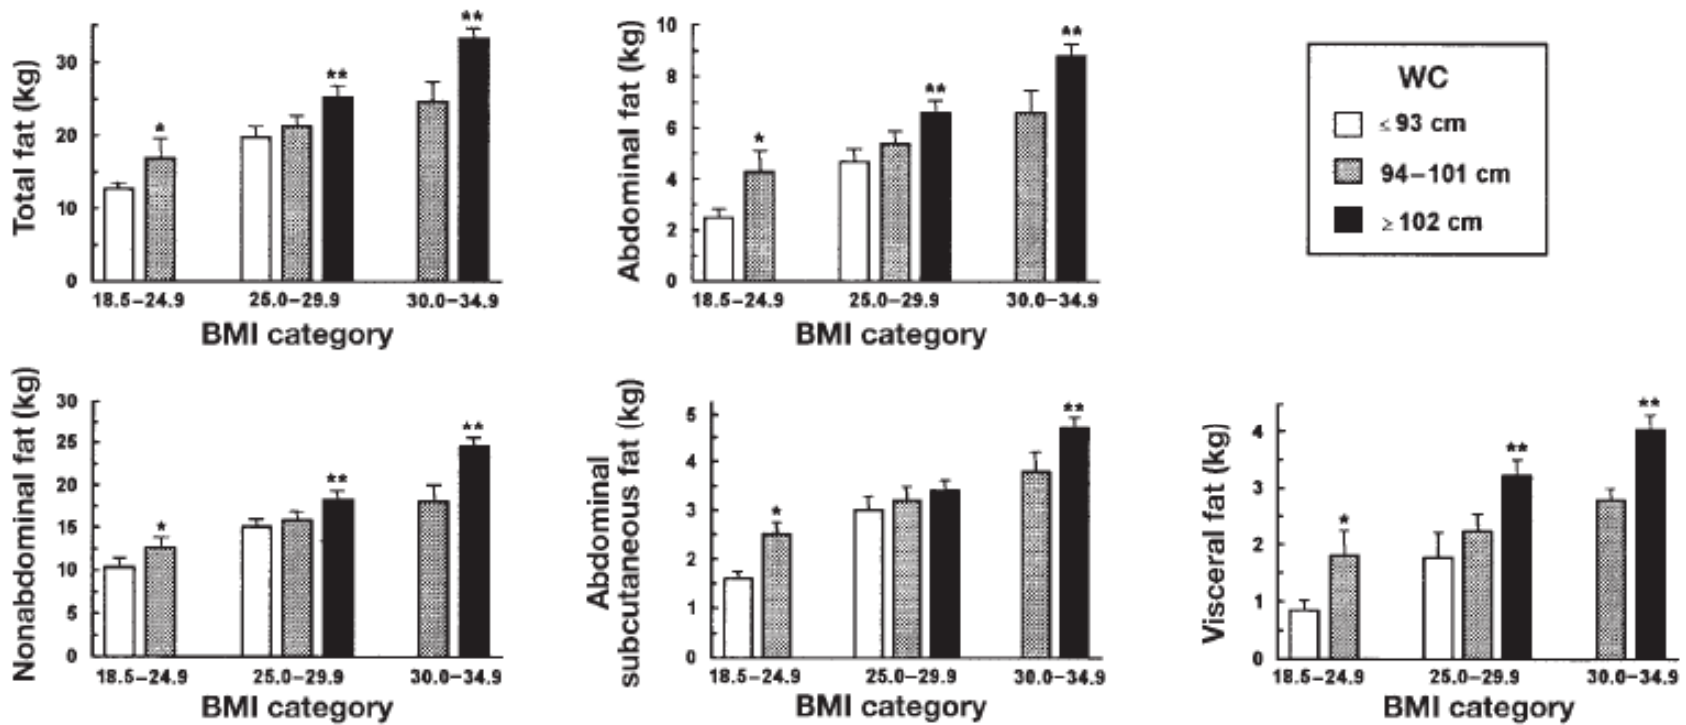 Total fat (kg)
30
20
10
0
*
**
**
18.5–24.9 25.0–29.9 30.0–34.9
BMI category
Abdominal fat (kg)
10
8
6
4
2
0
*
**
**
18.5–24.9 25.0–29.9 30.0–34.9
BMI category
WC
≤ 93 cm
94–101 cm
≥ 102 cm
Nonabdominal fat (kg)
30
25
20
15
10
5
0
*
**
**
18.5–24.9 25.0–29.9 30.0–34.9
BMI category
Abdominal
subcutaneous fat (kg)
5
4
3
2
1
0
*
**
18.5–24.9 25.0–29.9 30.0–34.9
BMI category
Visceral fat (kg)
4
3
2
1
0
*
**
**
18.5–24.9 25.0–29.9 30.0–34.9
BMI category